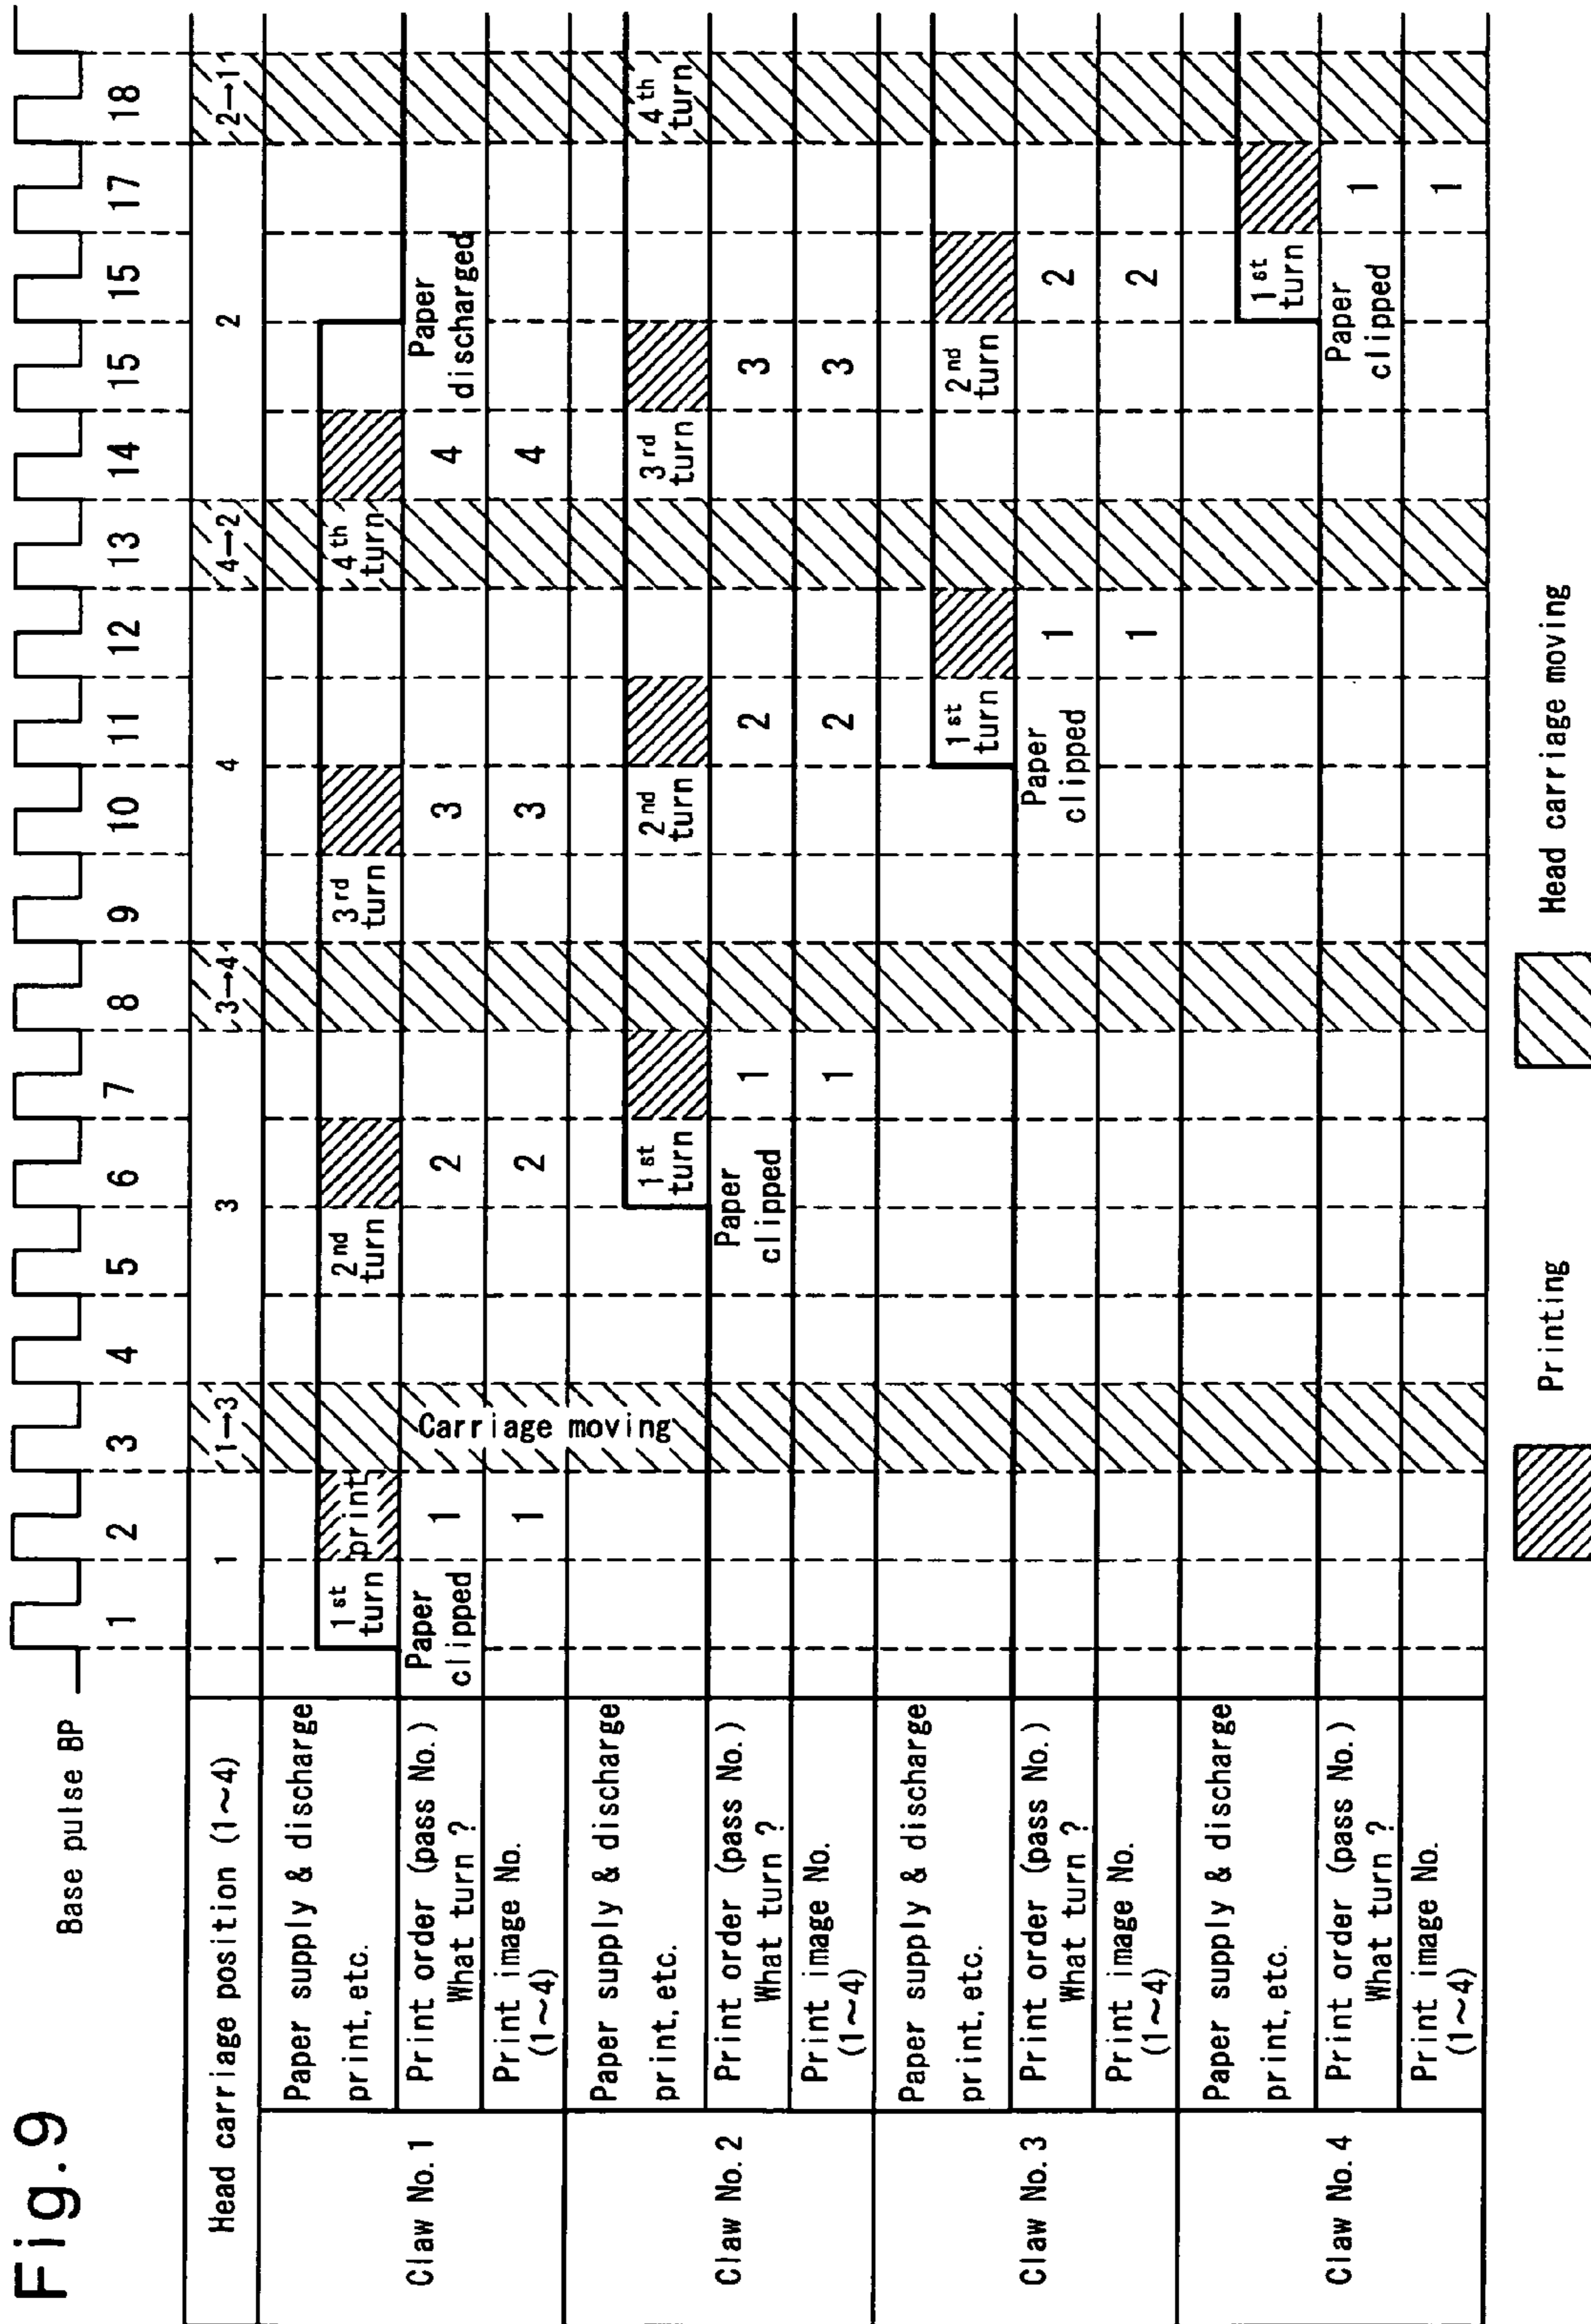 Fig.9
Base pulse BP
1 2 3 4 5 6 7 8 9 10 11 12 13 14 15 15 17 18
Head carriage position (1~4)
1 1→3 3 3→4 4 4→2 2 2→1
Claw No. 1
Paper supply & discharge
print, etc.
1st
turn
print
2nd
turn
3rd
turn
4th
turn
Print order (pass No.)
What turn ?
Paper
clipped
1 2 3 4
Paper
discharged
Carriage moving
Print image No.
(1~4)
1 2 3 4
Claw No. 2
Paper supply & discharge
print, etc.
1st
turn
2nd
turn
3rd
turn
4th
turn
Print order (pass No.)
What turn ?
Paper
clipped
1 2 3
Print image No.
(1~4)
1 2 3
Claw No. 3
Paper supply & discharge
print, etc.
1st
turn
2nd
turn
Print order (pass No.)
What turn ?
Paper
clipped
1 2
Print image No.
(1~4)
1 2
Claw No. 4
Paper supply & discharge
print, etc.
1st
turn
Print order (pass No.)
What turn ?
Paper
clipped
1
Print image No.
(1~4)
1
Printing
Head carriage moving